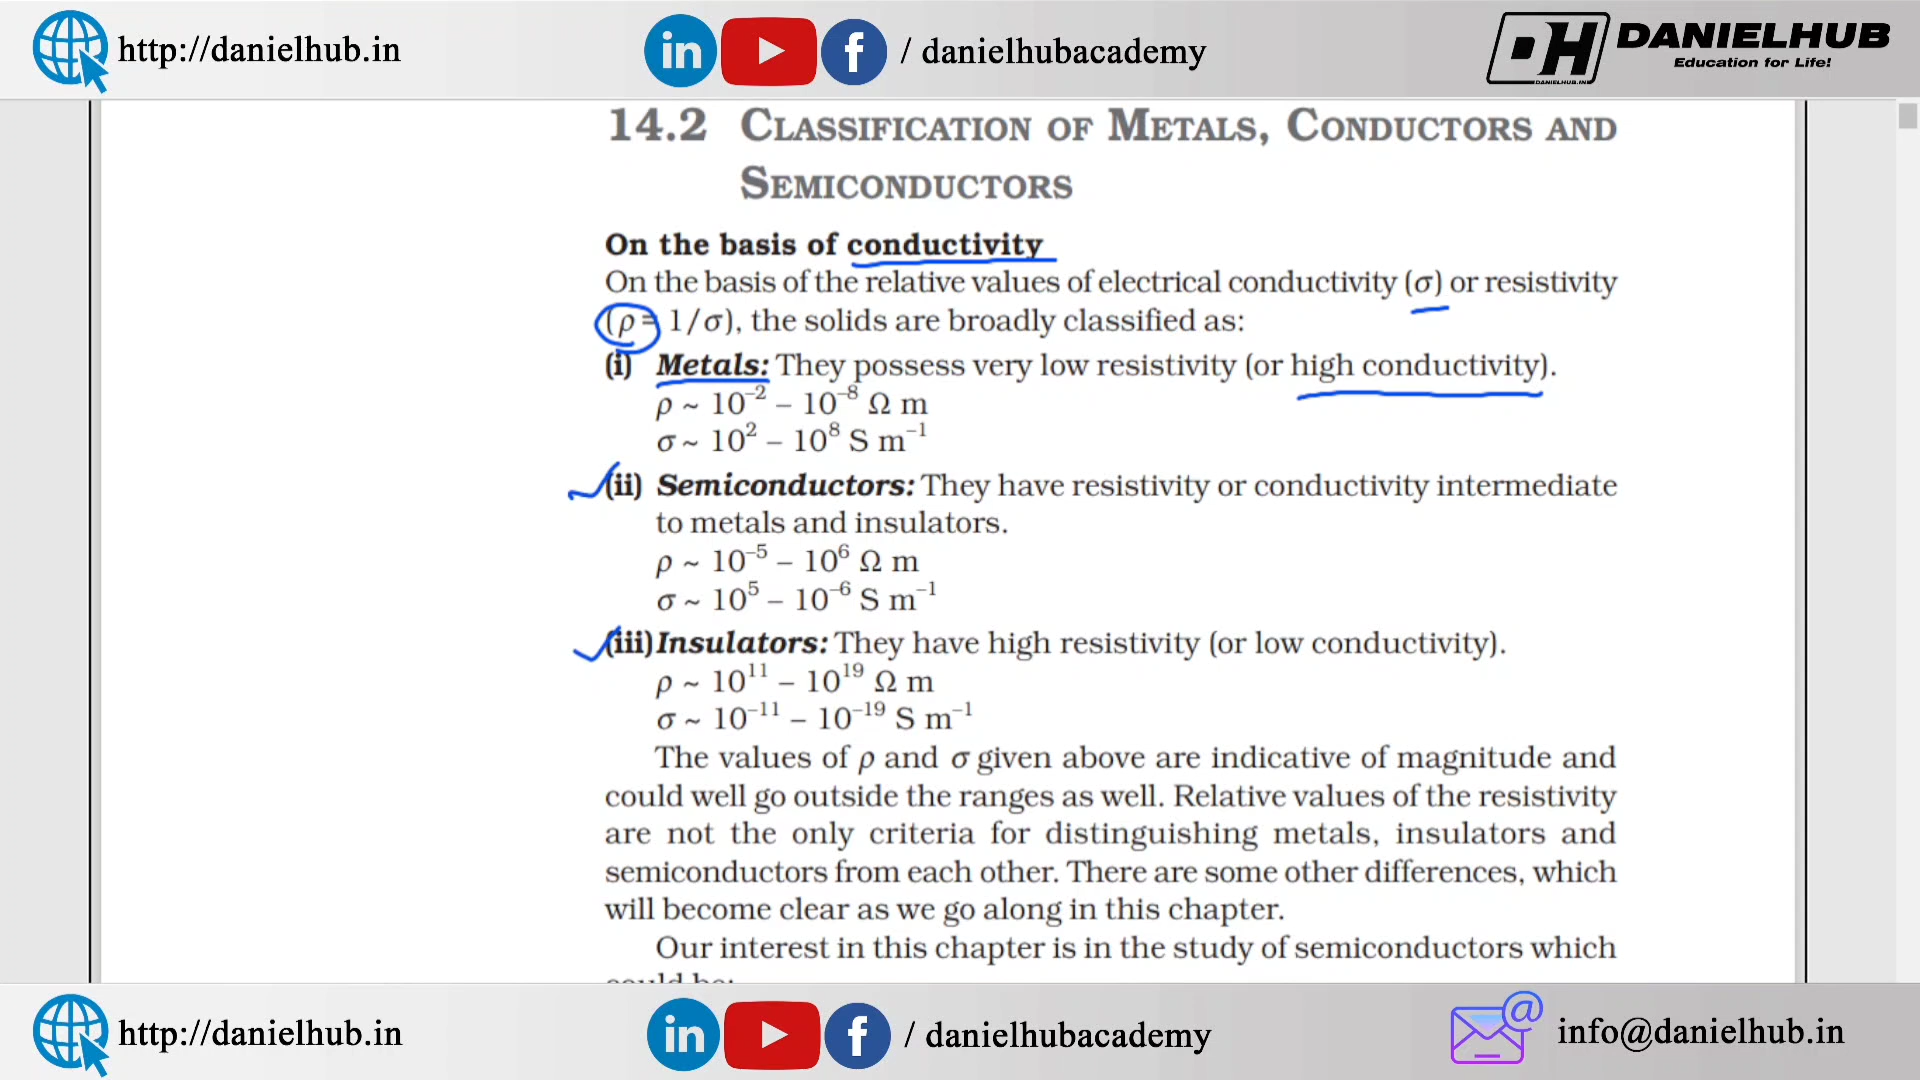 http://danielhub.in
in f / danielhubacademy
DH DANIELHUB
DANIELHUB.IN
Education for Life!
14.2 CLASSIFICATION OF METALS, CONDUCTORS AND
SEMICONDUCTORS
On the basis of conductivity
On the basis of the relative values of electrical conductivity (σ) or resistivity
(ρ = 1/σ), the solids are broadly classified as:
(i) Metals: They possess very low resistivity (or high conductivity).
ρ ~ 10⁻² – 10⁻⁸ Ω m
σ ~ 10² – 10⁸ S m⁻¹
(ii) Semiconductors: They have resistivity or conductivity intermediate
to metals and insulators.
ρ ~ 10⁻⁵ – 10⁶ Ω m
σ ~ 10⁵ – 10⁻⁶ S m⁻¹
(iii) Insulators: They have high resistivity (or low conductivity).
ρ ~ 10¹¹ – 10¹⁹ Ω m
σ ~ 10⁻¹¹ – 10⁻¹⁹ S m⁻¹
The values of ρ and σ given above are indicative of magnitude and
could well go outside the ranges as well. Relative values of the resistivity
are not the only criteria for distinguishing metals, insulators and
semiconductors from each other. There are some other differences, which
will become clear as we go along in this chapter.
Our interest in this chapter is in the study of semiconductors which
could be:
http://danielhub.in
in f / danielhubacademy
@ info@danielhub.in